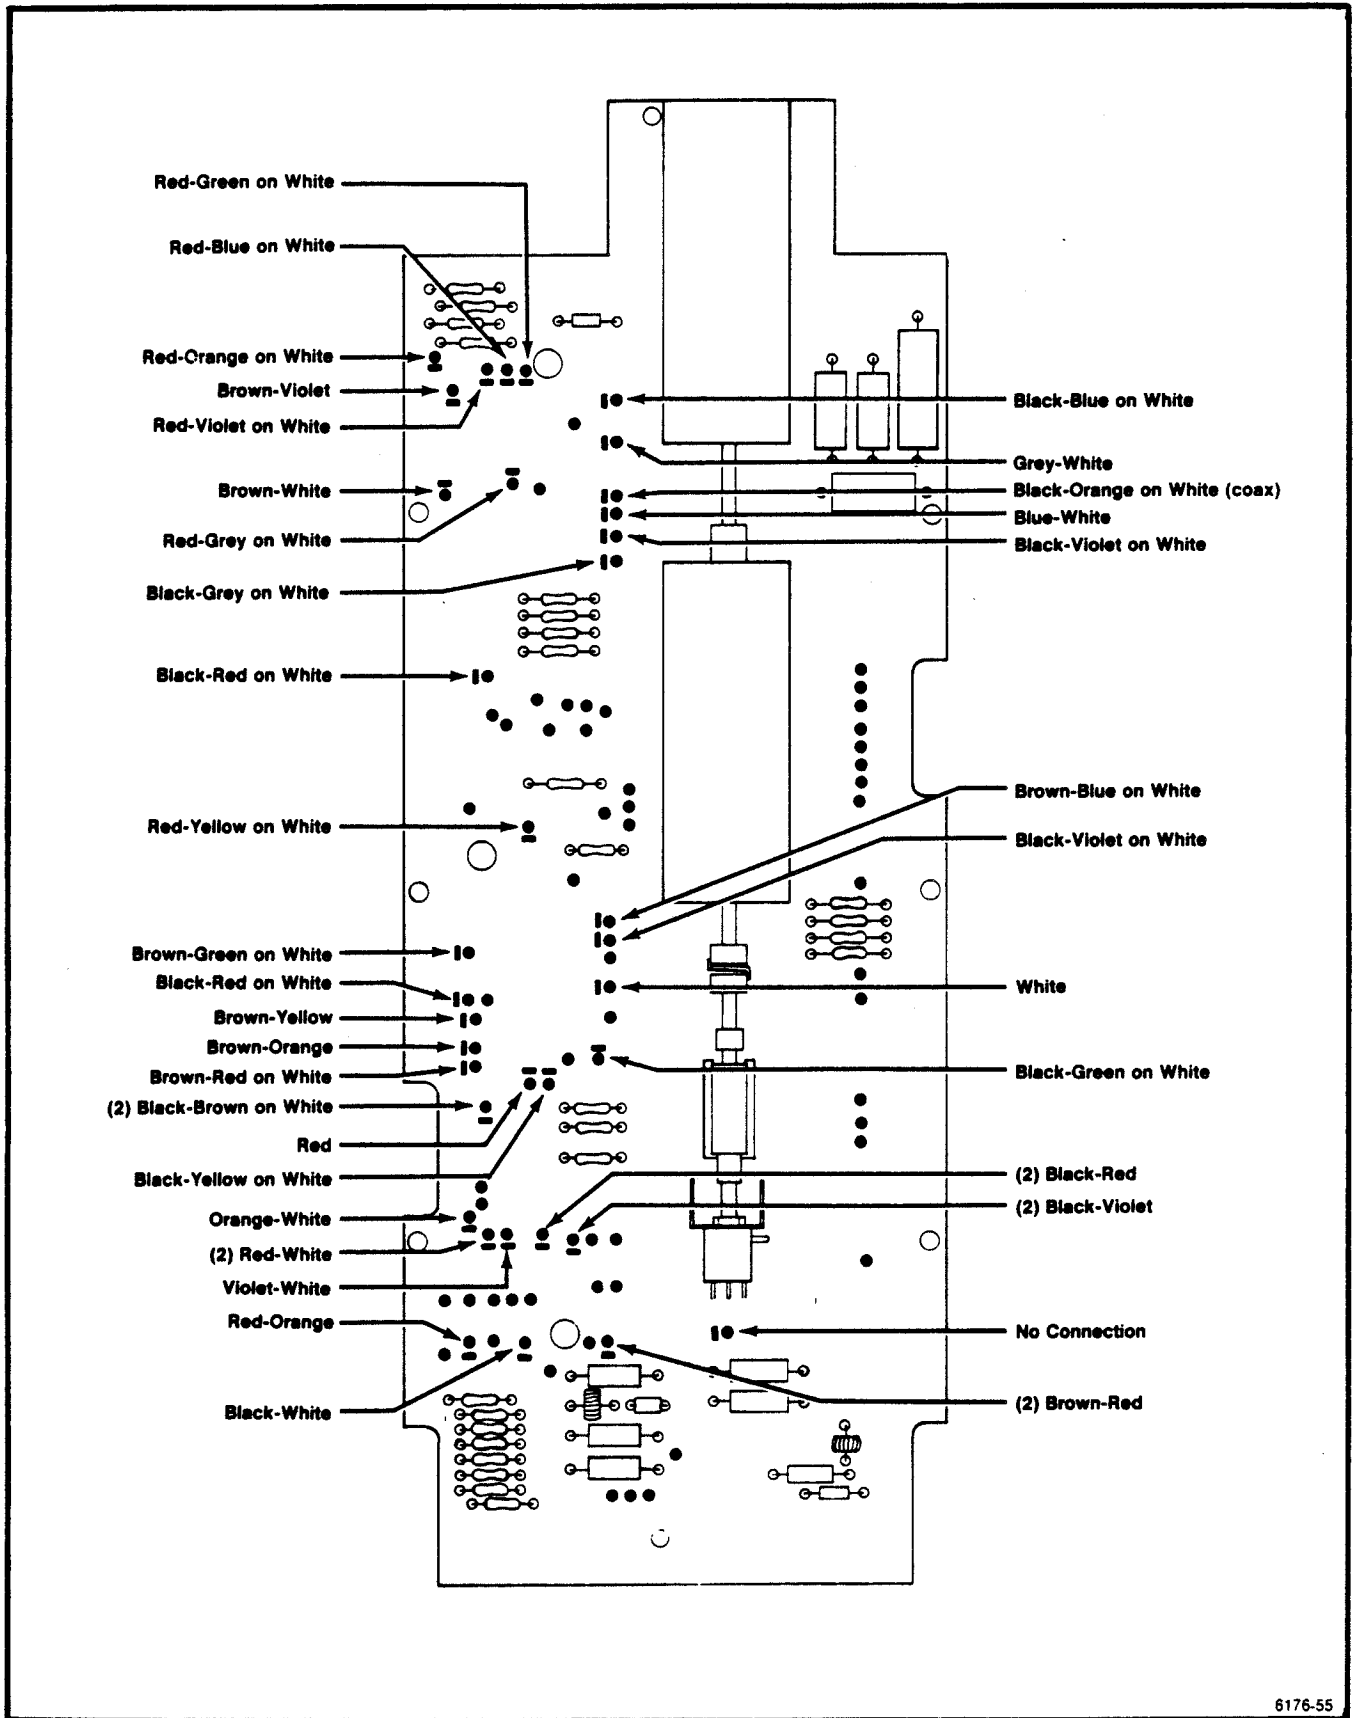 Red-Green on White
Red-Blue on White
Red-Orange on White
Brown-Violet
Red-Violet on White
Brown-White
Red-Grey on White
Black-Grey on White
Black-Red on White
Red-Yellow on White
Brown-Green on White
Black-Red on White
Brown-Yellow
Brown-Orange
Brown-Red on White
(2) Black-Brown on White
Red
Black-Yellow on White
Orange-White
(2) Red-White
Violet-White
Red-Orange
Black-White
Black-Blue on White
Grey-White
Black-Orange on White (coax)
Blue-White
Black-Violet on White
Brown-Blue on White
Black-Violet on White
White
Black-Green on White
(2) Black-Red
(2) Black-Violet
No Connection
(2) Brown-Red
6176-55